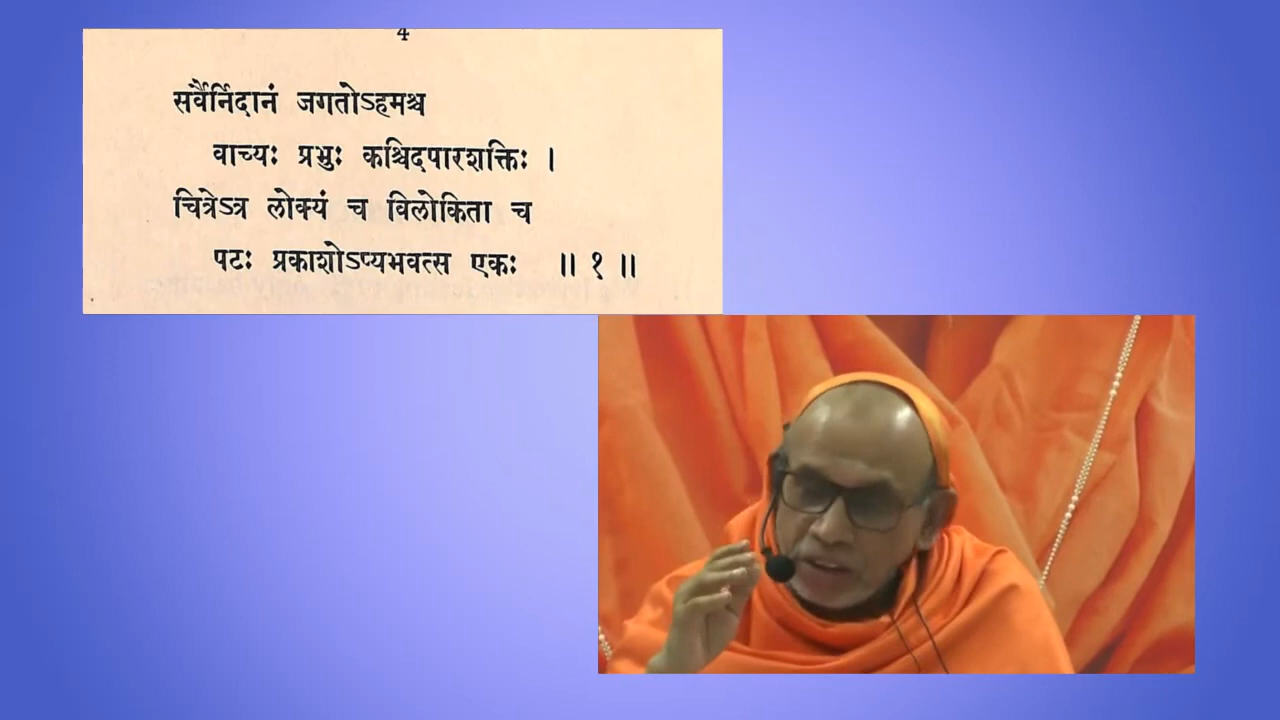 4
सर्वैर्निदानं जगतोऽहमश्च
वाच्यः प्रभुः कश्चिदपारशक्तिः ।
चित्रेऽत्र लोक्यं च विलोकिता च
पटः प्रकाशोऽप्यभवत्स एकः ॥ १ ॥